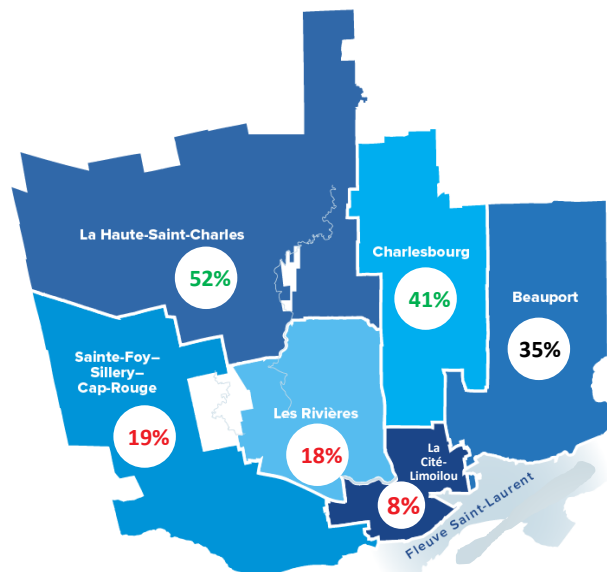 La Haute-Saint-Charles
52%
Charlesbourg
41%
Beauport
35%
Sainte-Foy–
Sillery–
Cap-Rouge
19%
Les Rivières
18%
La
Cité-
Limoilou
8%
Fleuve Saint-Laurent